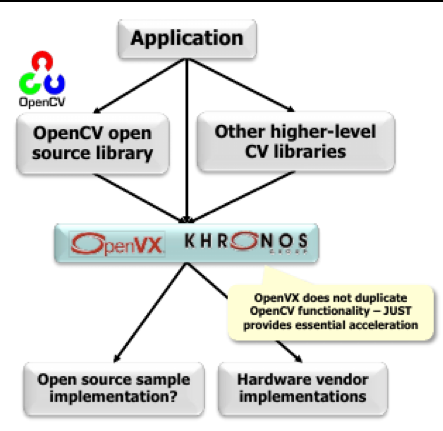 Application
OpenCV
OpenCV open
source library
Other higher-level
CV libraries
OpenVX KHRONOS
GROUP
OpenVX does not duplicate
OpenCV functionality – JUST
provides essential acceleration
Open source sample
implementation?
Hardware vendor
implementations